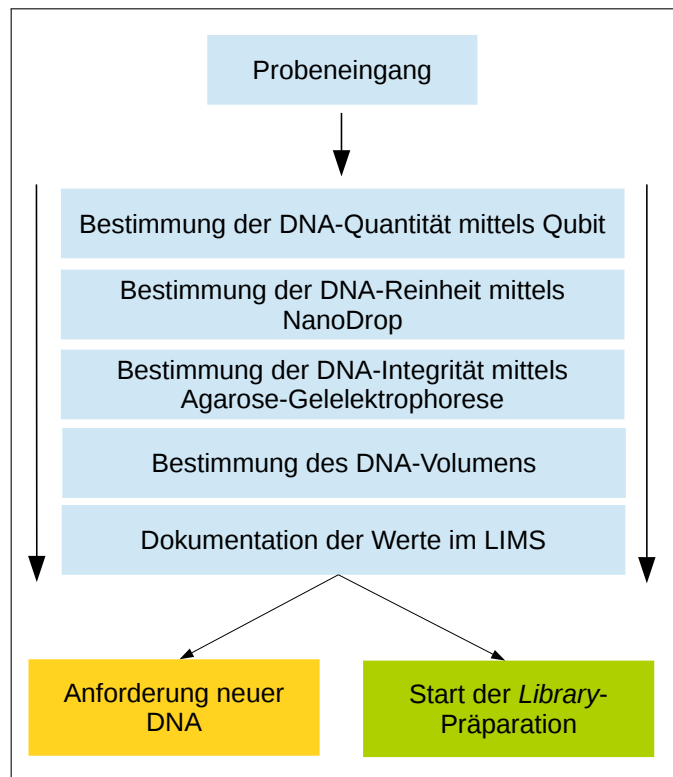 Probeneingang
Bestimmung der DNA-Quantität mittels Qubit
Bestimmung der DNA-Reinheit mittels
NanoDrop
Bestimmung der DNA-Integrität mittels
Agarose-Gelelektrophorese
Bestimmung des DNA-Volumens
Dokumentation der Werte im LIMS
Anforderung neuer
DNA
Start der Library-
Präparation